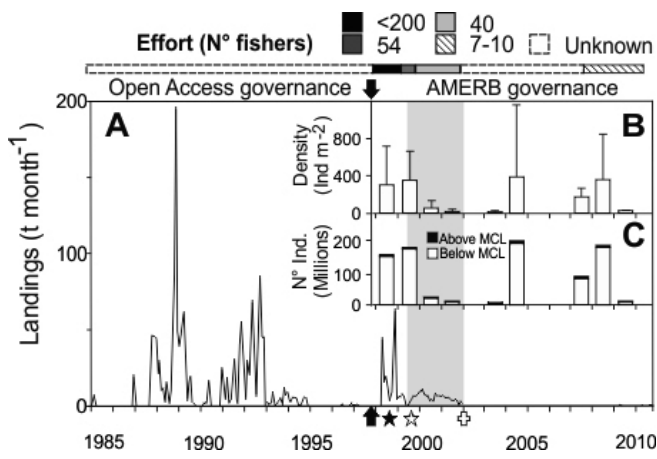 Effort (N° fishers)
<200
40
54
7-10
Unknown
Open Access governance
AMERB governance
A
B
C
Landings (t month-1)
200
100
0
Density
(Ind m-2)
800
400
0
N° Ind.
(Millions)
200
100
0
Above MCL
Below MCL
1985
1990
1995
2000
2005
2010